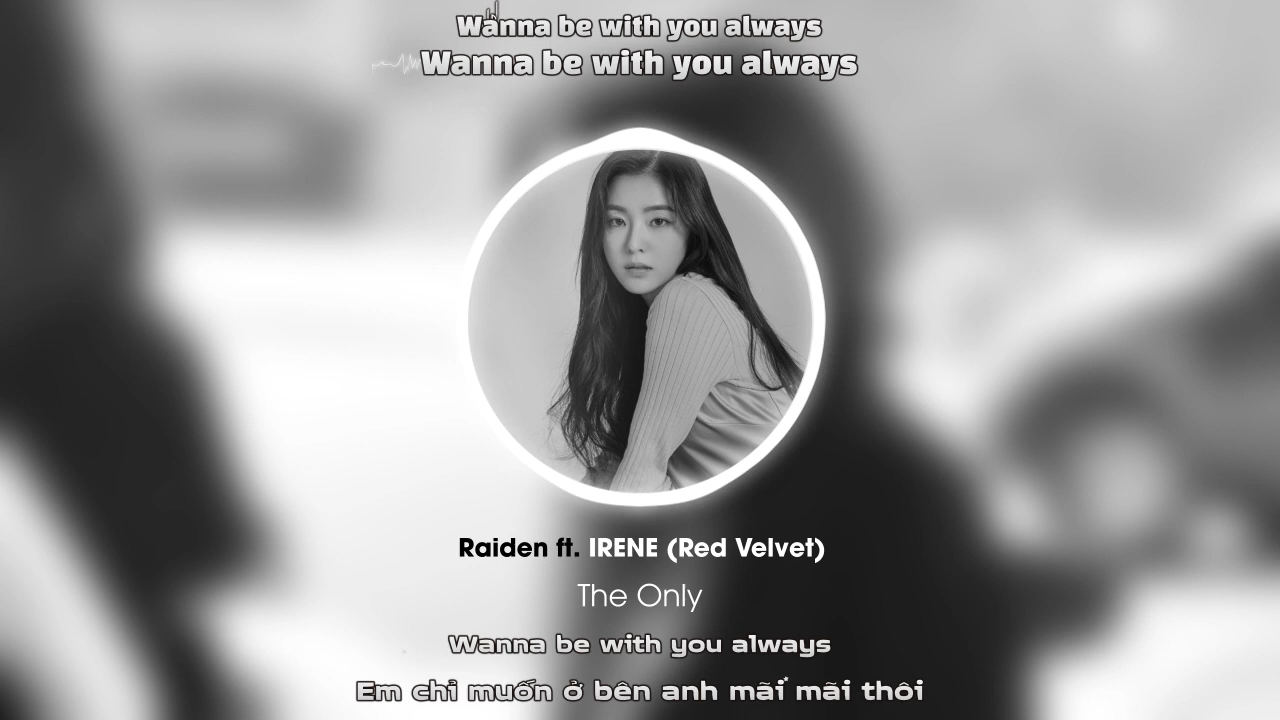 Wanna be with you always
Wanna be with you always
Raiden ft. IRENE (Red Velvet)
The Only
Wanna be with you always
Em chỉ muốn ở bên anh mãi mãi thôi